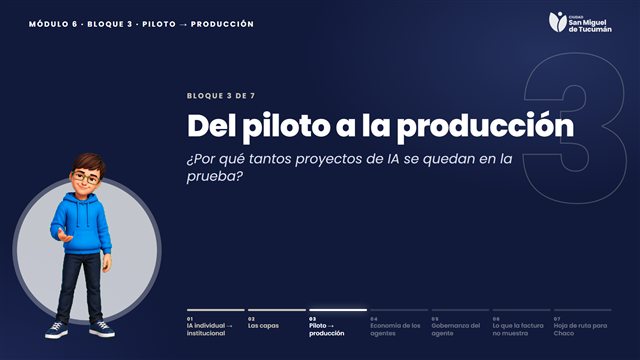 MÓDULO 6 · BLOQUE 3 · PILOTO → PRODUCCIÓN
CIUDAD
San Miguel
de Tucumán
3
BLOQUE 3 DE 7
Del piloto a la producción
¿Por qué tantos proyectos de IA se quedan en la
prueba?
01
IA individual →
institucional
02
Las capas
03
Piloto →
producción
04
Economía de los
agentes
05
Gobernanza del
agente
06
Lo que la factura
no muestra
07
Hoja de ruta para
Chaco